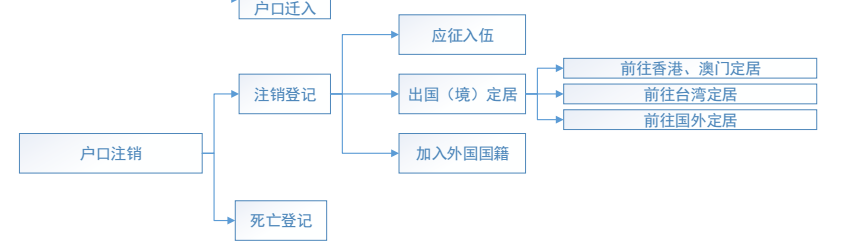 户口迁入
应征入伍
前往香港、澳门定居
注销登记
出国（境）定居
前往台湾定居
前往国外定居
户口注销
加入外国国籍
死亡登记